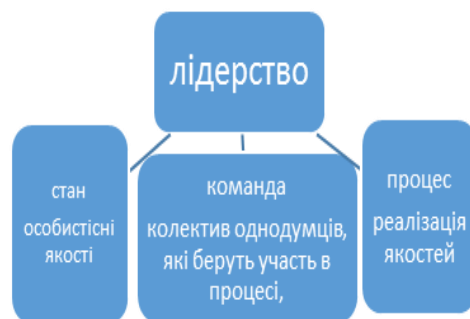 лідерство
стан
особистісні
якості
команда
колектив однодумців,
які беруть участь в
процесі,
процес
реалізація
якостей